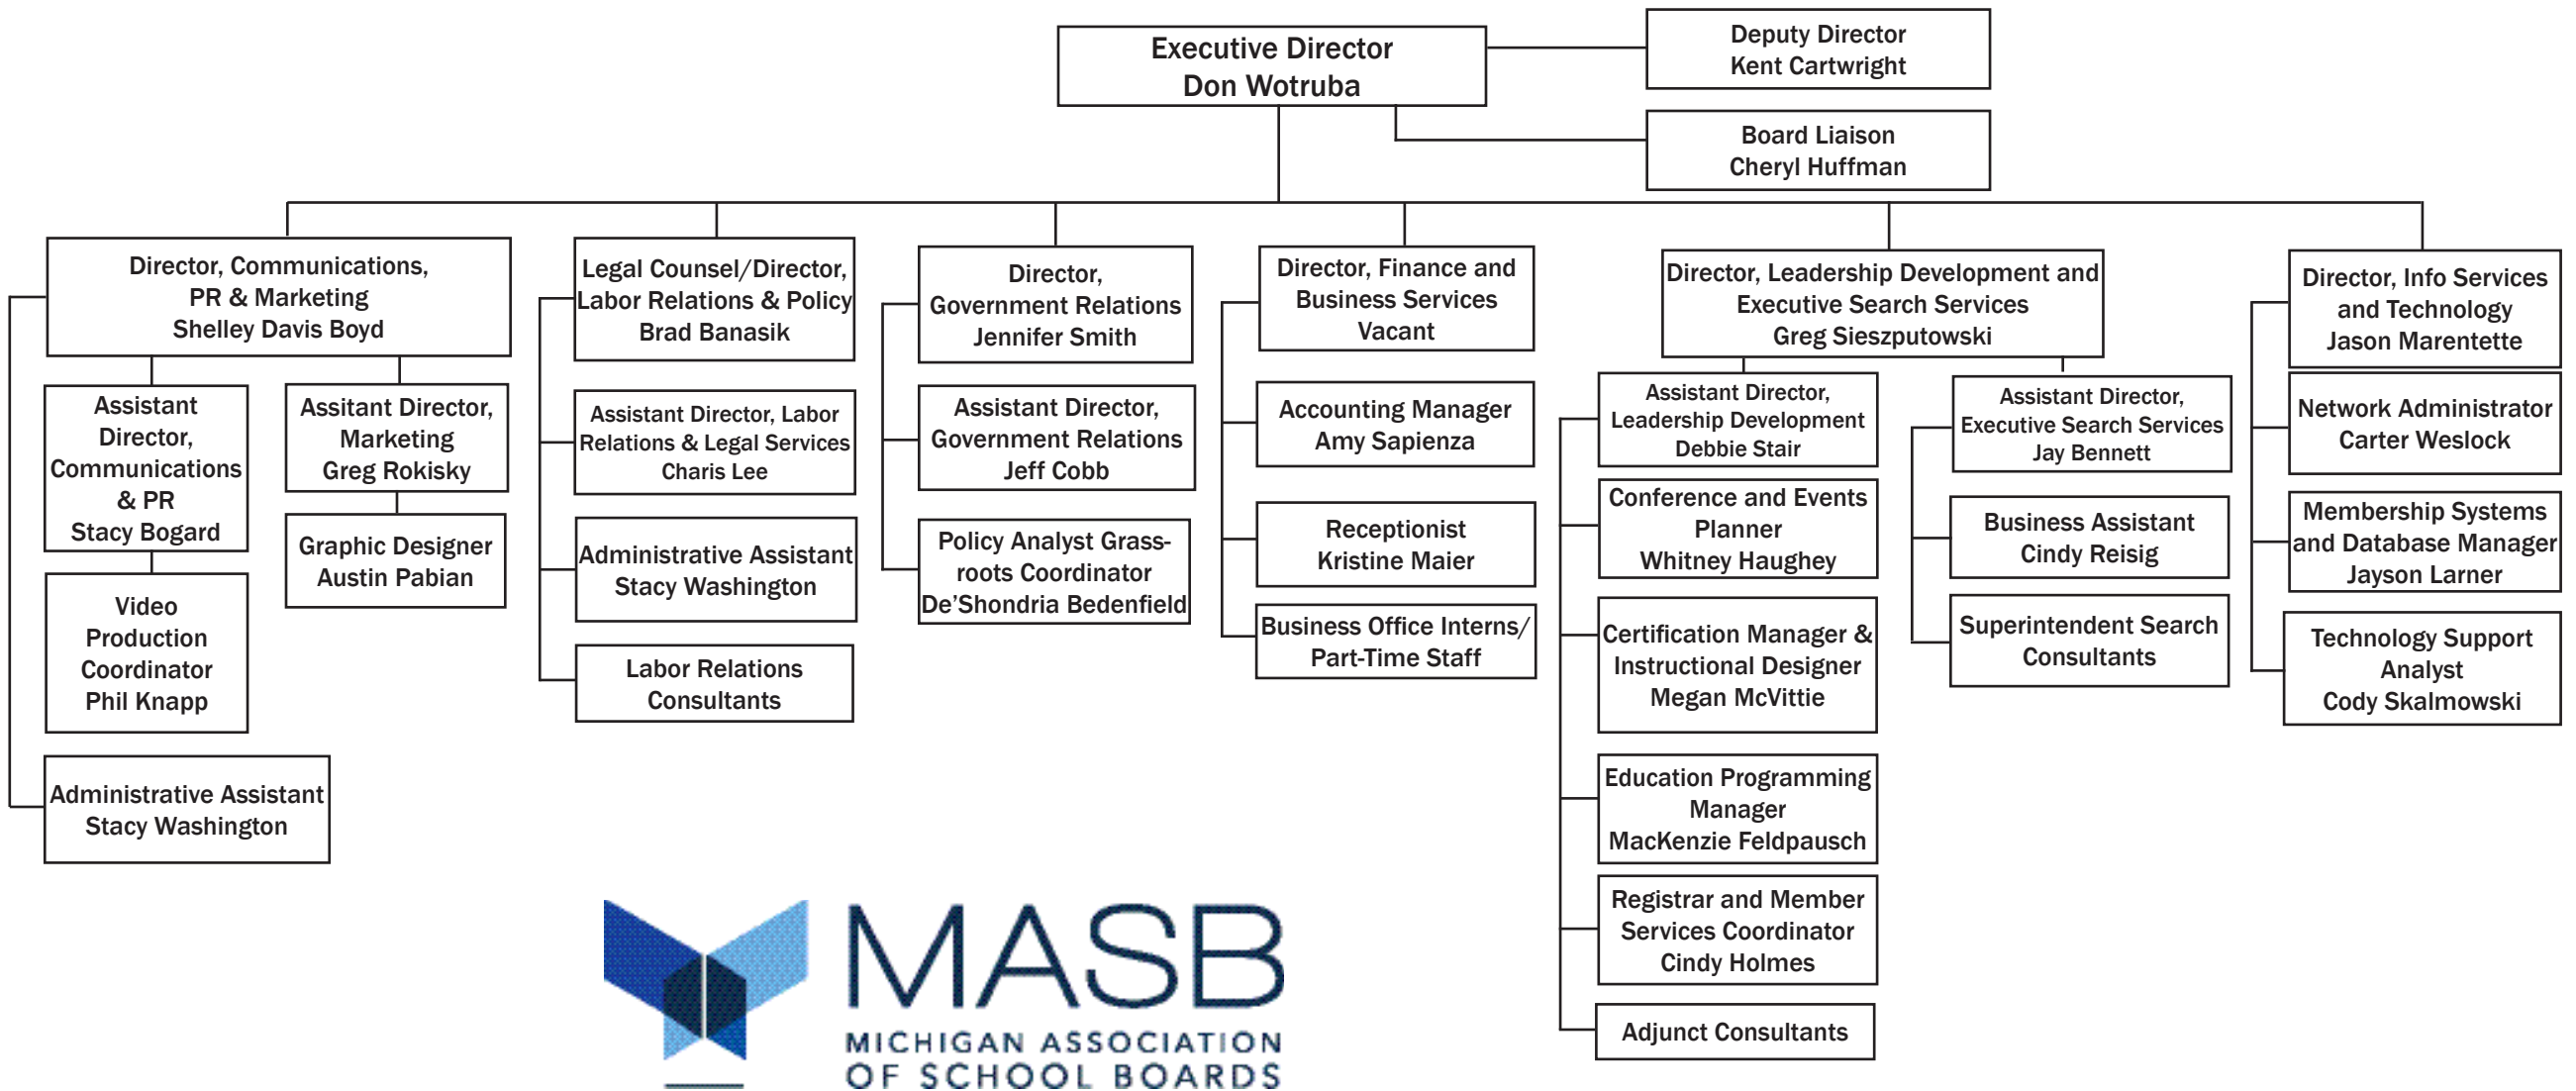 Executive Director
Don Wotruba
Deputy Director
Kent Cartwright
Board Liaison
Cheryl Huffman
Director, Communications,
PR & Marketing
Shelley Davis Boyd
Assistant
Director,
Communications
& PR
Stacy Bogard
Video
Production
Coordinator
Phil Knapp
Assitant Director,
Marketing
Greg Rokisky
Graphic Designer
Austin Pabian
Administrative Assistant
Stacy Washington
Legal Counsel/Director,
Labor Relations & Policy
Brad Banasik
Assistant Director, Labor
Relations & Legal Services
Charis Lee
Administrative Assistant
Stacy Washington
Labor Relations
Consultants
Director,
Government Relations
Jennifer Smith
Assistant Director,
Government Relations
Jeff Cobb
Policy Analyst Grass-
roots Coordinator
De'Shondria Bedenfield
Director, Finance and
Business Services
Vacant
Accounting Manager
Amy Sapienza
Receptionist
Kristine Maier
Business Office Interns/
Part-Time Staff
Director, Leadership Development and
Executive Search Services
Greg Sieszputowski
Assistant Director,
Leadership Development
Debbie Stair
Conference and Events
Planner
Whitney Haughey
Certification Manager &
Instructional Designer
Megan McVittie
Education Programming
Manager
MacKenzie Feldpausch
Registrar and Member
Services Coordinator
Cindy Holmes
Adjunct Consultants
Assistant Director,
Executive Search Services
Jay Bennett
Business Assistant
Cindy Reisig
Superintendent Search
Consultants
Director, Info Services
and Technology
Jason Marentette
Network Administrator
Carter Weslock
Membership Systems
and Database Manager
Jayson Larner
Technology Support
Analyst
Cody Skalmowski
MASB
MICHIGAN ASSOCIATION
OF SCHOOL BOARDS